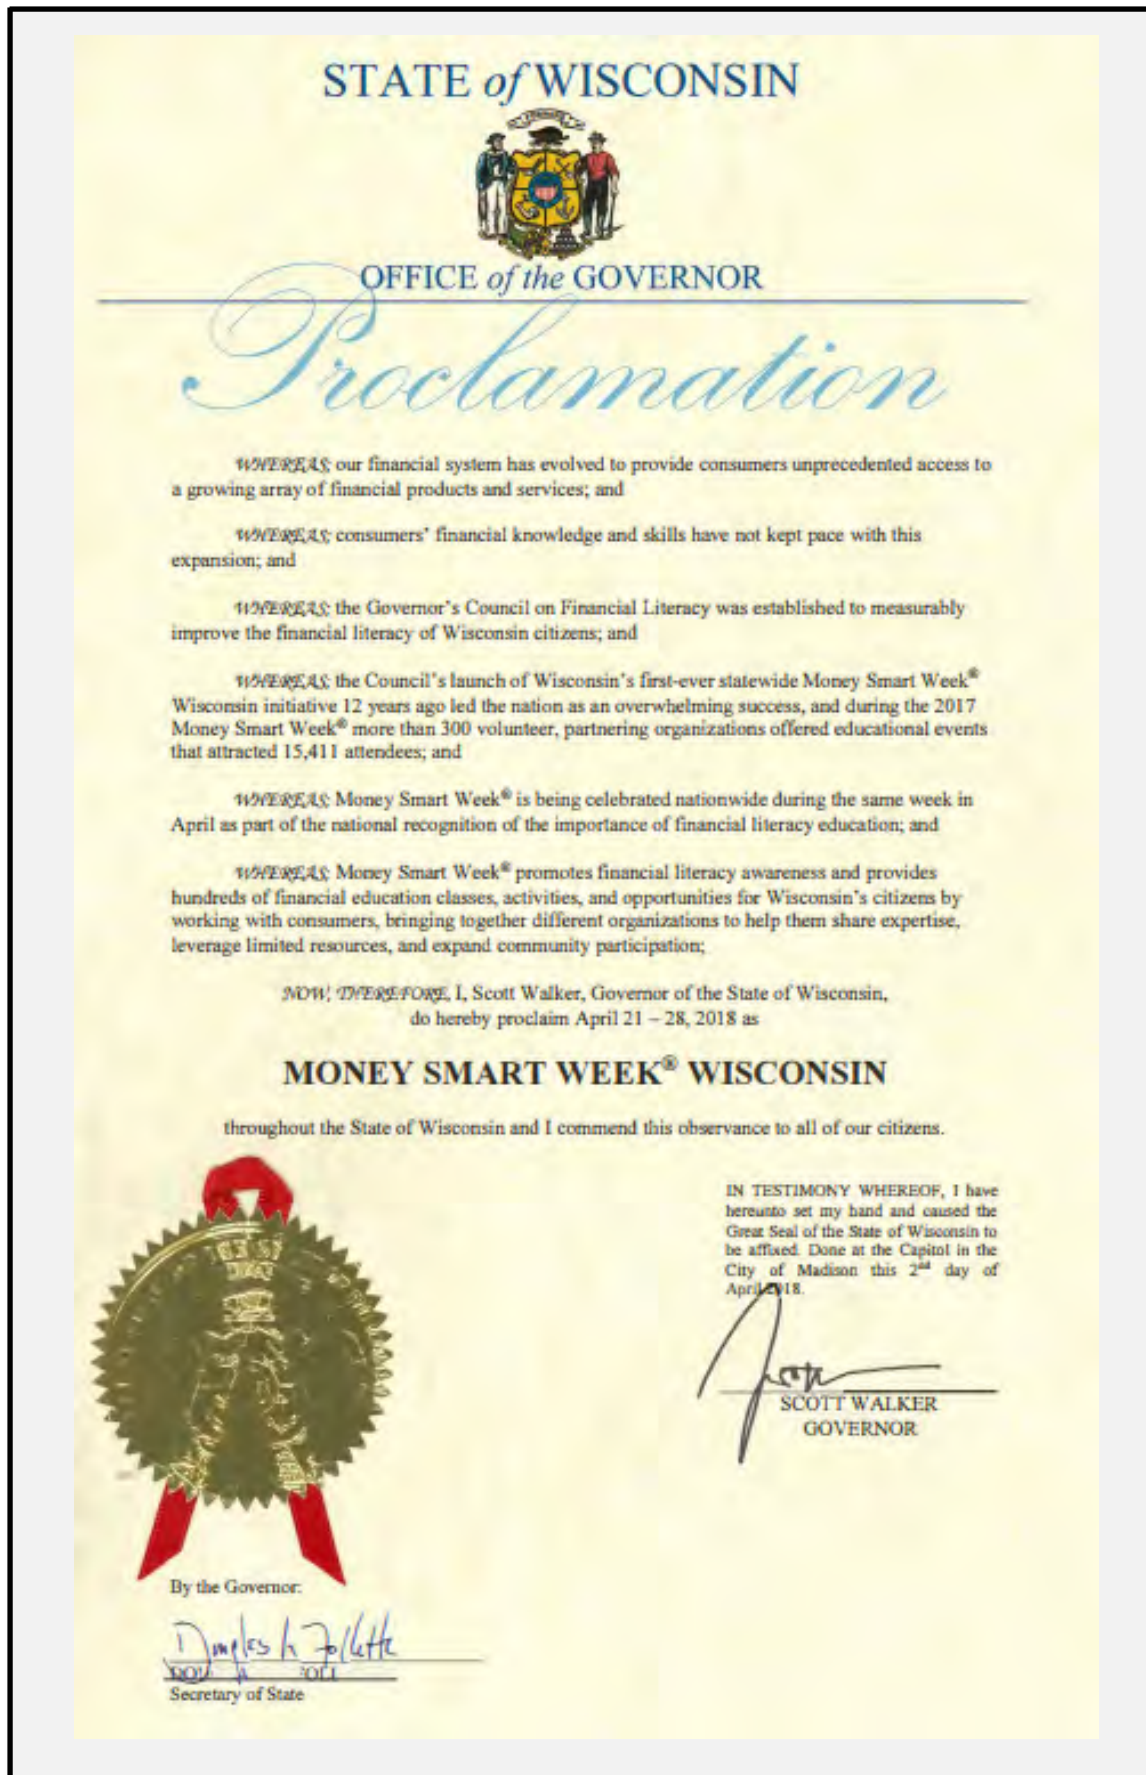 STATE of WISCONSIN
OFFICE of the GOVERNOR
Proclamation
WHEREAS; our financial system has evolved to provide consumers unprecedented access to
a growing array of financial products and services; and
WHEREAS; consumers' financial knowledge and skills have not kept pace with this
expansion; and
WHEREAS; the Governor's Council on Financial Literacy was established to measurably
improve the financial literacy of Wisconsin citizens; and
WHEREAS; the Council's launch of Wisconsin's first-ever statewide Money Smart Week®
Wisconsin initiative 12 years ago led the nation as an overwhelming success, and during the 2017
Money Smart Week® more than 300 volunteer, partnering organizations offered educational events
that attracted 15,411 attendees; and
WHEREAS; Money Smart Week® is being celebrated nationwide during the same week in
April as part of the national recognition of the importance of financial literacy education; and
WHEREAS; Money Smart Week® promotes financial literacy awareness and provides
hundreds of financial education classes, activities, and opportunities for Wisconsin's citizens by
working with consumers, bringing together different organizations to help them share expertise,
leverage limited resources, and expand community participation;
NOW, THEREFORE, I, Scott Walker, Governor of the State of Wisconsin,
do hereby proclaim April 21 – 28, 2018 as
MONEY SMART WEEK® WISCONSIN
throughout the State of Wisconsin and I commend this observance to all of our citizens.
IN TESTIMONY WHEREOF, I have
hereunto set my hand and caused the
Great Seal of the State of Wisconsin to
be affixed. Done at the Capitol in the
City of Madison this 2nd day of
April 2018.
SCOTT WALKER
GOVERNOR
By the Governor:
Douglas La Follette
Secretary of State